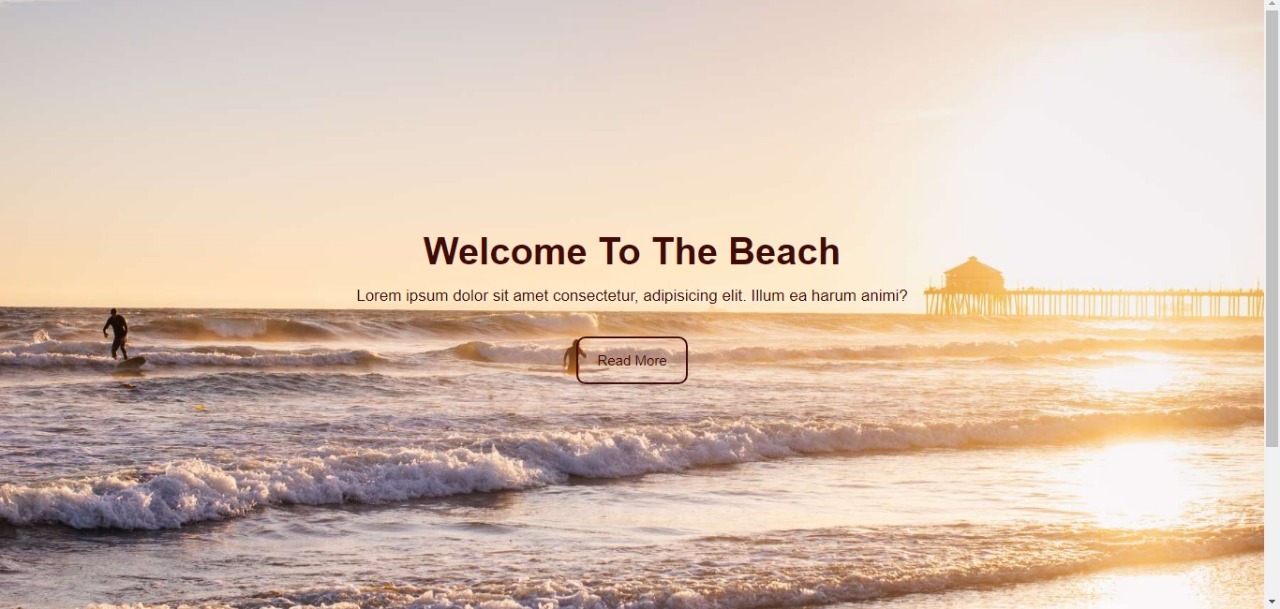 Welcome To The Beach
Lorem ipsum dolor sit amet consectetur, adipisicing elit. Illum ea harum animi?
Read More